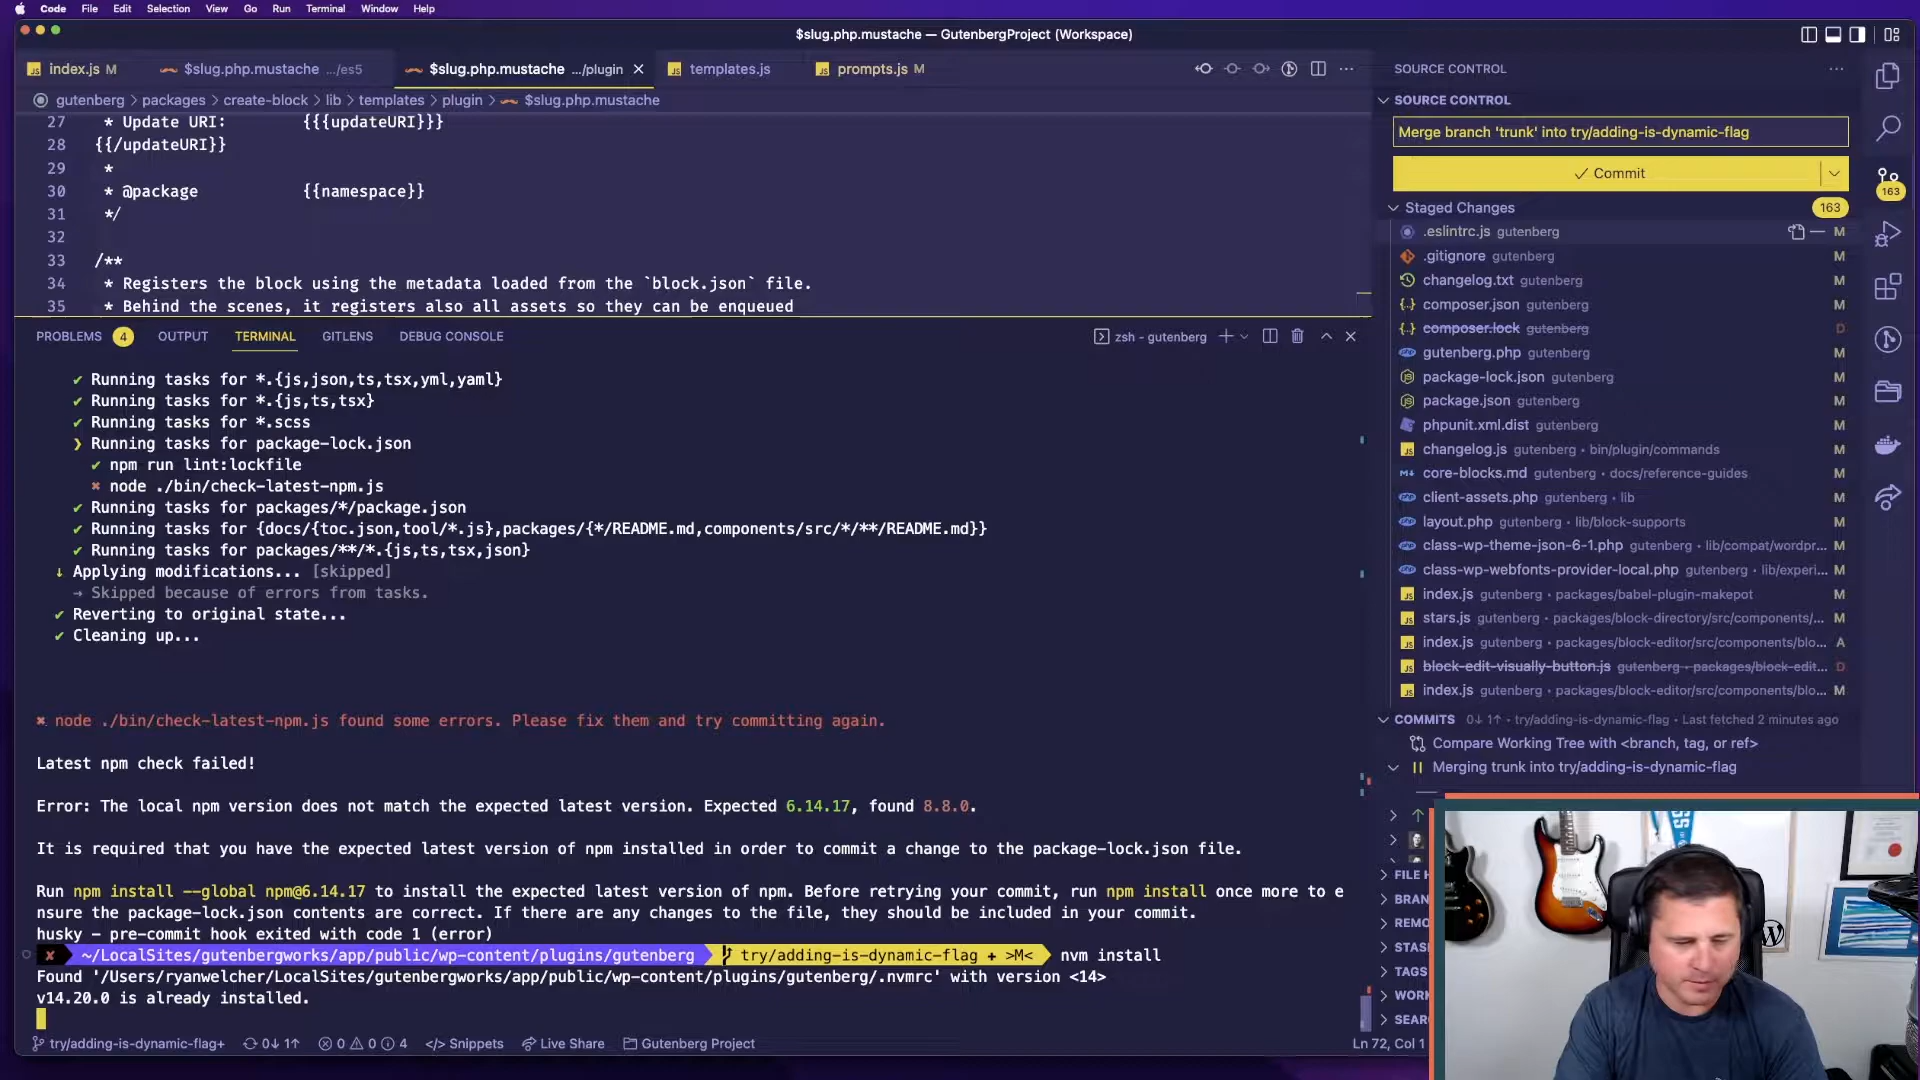 Code File Edit Selection View Go Run Terminal Window Help
$slug.php.mustache — GutenbergProject (Workspace)
index.js M $slug.php.mustache .../es5 $slug.php.mustache .../plugin templates.js prompts.js M
gutenberg > packages > create-block > lib > templates > plugin > $slug.php.mustache
27 * Update URI: {{{updateURI}}}
28 {{/updateURI}}
29 *
30 * @package {{namespace}}
31 */
32
33 /**
34 * Registers the block using the metadata loaded from the `block.json` file.
35 * Behind the scenes, it registers also all assets so they can be enqueued
PROBLEMS 4 OUTPUT TERMINAL GITLENS DEBUG CONSOLE
zsh - gutenberg
✔ Running tasks for *.{js,json,ts,tsx,yml,yaml}
✔ Running tasks for *.{js,ts,tsx}
✔ Running tasks for *.scss
❯ Running tasks for package-lock.json
✔ npm run lint:lockfile
✖ node ./bin/check-latest-npm.js
✔ Running tasks for packages/*/package.json
✔ Running tasks for {docs/{toc.json,tool/*.js},packages/{*/README.md,components/src/*/**/README.md}}
✔ Running tasks for packages/**/*.{js,ts,tsx,json}
↓ Applying modifications... [skipped]
→ Skipped because of errors from tasks.
✔ Reverting to original state...
✔ Cleaning up...
✖ node ./bin/check-latest-npm.js found some errors. Please fix them and try committing again.
Latest npm check failed!
Error: The local npm version does not match the expected latest version. Expected 6.14.17, found 8.8.0.
It is required that you have the expected latest version of npm installed in order to commit a change to the package-lock.json file.
Run npm install --global npm@6.14.17 to install the expected latest version of npm. Before retrying your commit, run npm install once more to e
nsure the package-lock.json contents are correct. If there are any changes to the file, they should be included in your commit.
husky - pre-commit hook exited with code 1 (error)
✘ ~/LocalSites/gutenbergworks/app/public/wp-content/plugins/gutenberg try/adding-is-dynamic-flag + >M< nvm install
Found '/Users/ryanwelcher/LocalSites/gutenbergworks/app/public/wp-content/plugins/gutenberg/.nvmrc' with version <14>
v14.20.0 is already installed.
try/adding-is-dynamic-flag+ 0↓ 1↑ 0 0 4 </> Snippets Live Share Gutenberg Project
Ln 72, Col 1
SOURCE CONTROL
SOURCE CONTROL
Merge branch 'trunk' into try/adding-is-dynamic-flag
✓ Commit
163
Staged Changes 163
.eslintrc.js gutenberg M
.gitignore gutenberg M
changelog.txt gutenberg M
composer.json gutenberg M
composer.lock gutenberg D
gutenberg.php gutenberg M
package-lock.json gutenberg M
package.json gutenberg M
phpunit.xml.dist gutenberg M
changelog.js gutenberg • bin/plugin/commands M
core-blocks.md gutenberg • docs/reference-guides M
client-assets.php gutenberg • lib M
layout.php gutenberg • lib/block-supports M
class-wp-theme-json-6-1.php gutenberg • lib/compat/wordpr... M
class-wp-webfonts-provider-local.php gutenberg • lib/experi... M
index.js gutenberg • packages/babel-plugin-makepot M
stars.js gutenberg • packages/block-directory/src/components/... M
index.js gutenberg • packages/block-editor/src/components/blo... A
block-edit-visually-button.js gutenberg • packages/block-edit... D
index.js gutenberg • packages/block-editor/src/components/blo... M
COMMITS 0↓ 1↑ • try/adding-is-dynamic-flag • Last fetched 2 minutes ago
Compare Working Tree with <branch, tag, or ref>
Merging trunk into try/adding-is-dynamic-flag
FILE H
BRAN
REMO
STAS
TAGS
WORK
SEAR